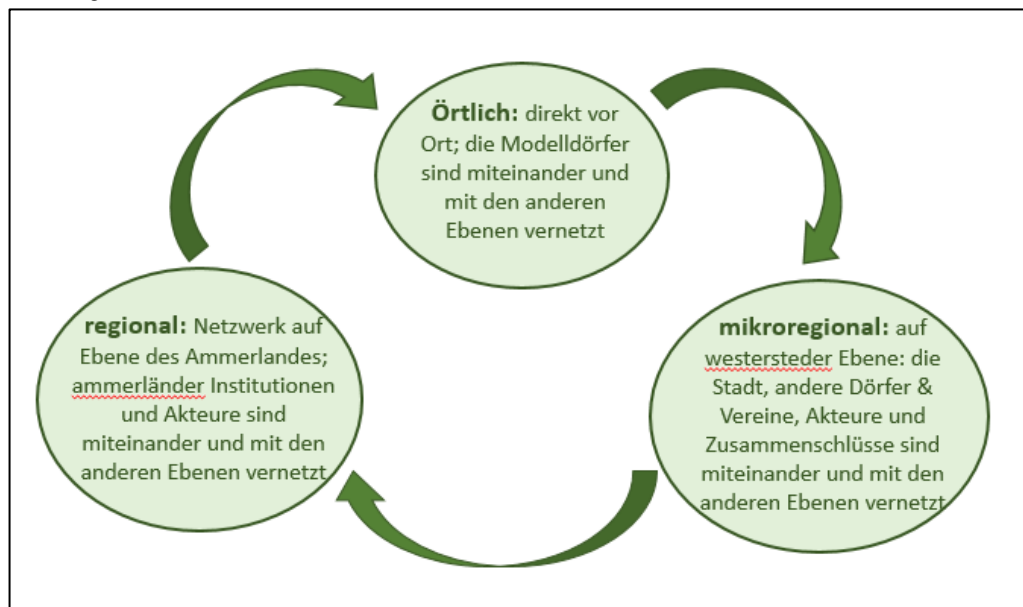 Örtlich: direkt vor
Ort; die Modelldörfer
sind miteinander und
mit den anderen
Ebenen vernetzt
regional: Netzwerk auf
Ebene des Ammerlandes;
ammerländer Institutionen
und Akteure sind
miteinander und mit den
anderen Ebenen vernetzt
mikroregional: auf
westersteder Ebene: die
Stadt, andere Dörfer &
Vereine, Akteure und
Zusammenschlüsse sind
miteinander und mit den
anderen Ebenen vernetzt